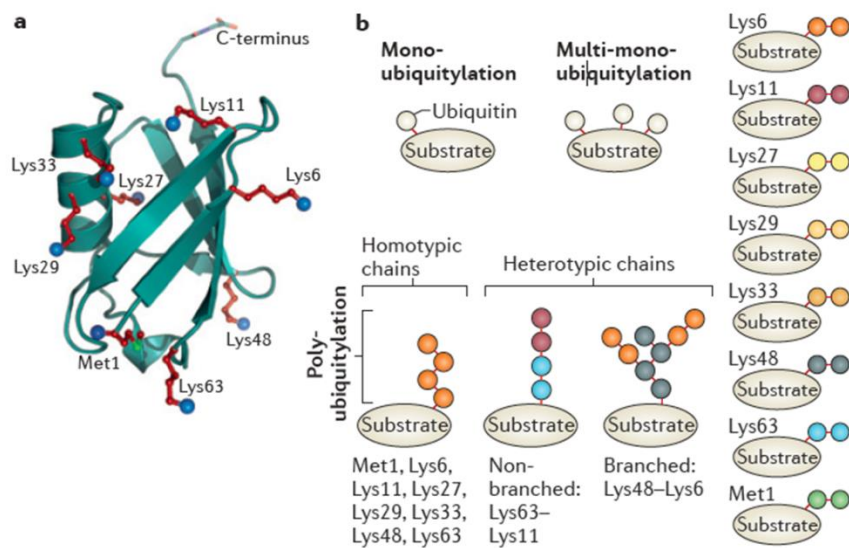 a
C-terminus
Lys11
Lys33
Lys27
Lys6
Lys29
Lys48
Met1
Lys63
b
Mono-
ubiquitylation
Multi-mono-
ubiquitylation
Ubiquitin
Substrate
Substrate
Homotypic
chains
Heterotypic chains
Poly-
ubiquitylation
Substrate
Substrate
Substrate
Met1, Lys6,
Lys11, Lys27,
Lys29, Lys33,
Lys48, Lys63
Non-
branched:
Lys63–
Lys11
Branched:
Lys48–Lys6
Lys6
Substrate
Lys11
Substrate
Lys27
Substrate
Lys29
Substrate
Lys33
Substrate
Lys48
Substrate
Lys63
Substrate
Met1
Substrate